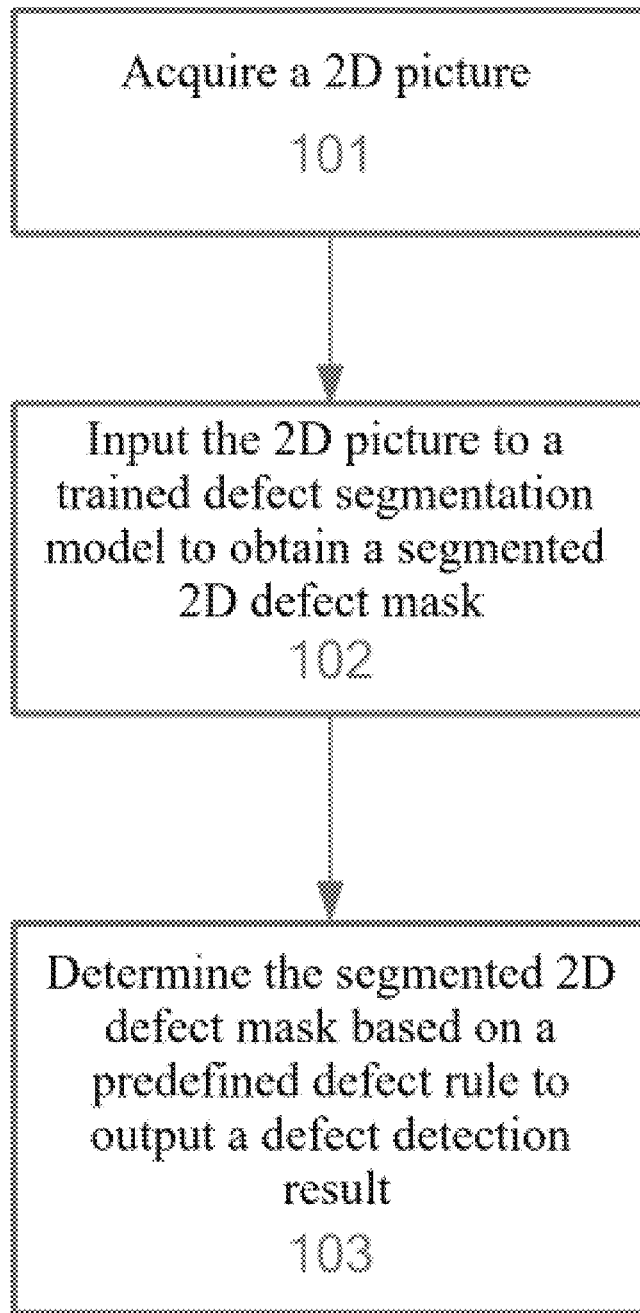 Acquire a 2D picture
101
Input the 2D picture to a
trained defect segmentation
model to obtain a segmented
2D defect mask
102
Determine the segmented 2D
defect mask based on a
predefined defect rule to
output a defect detection
result
103